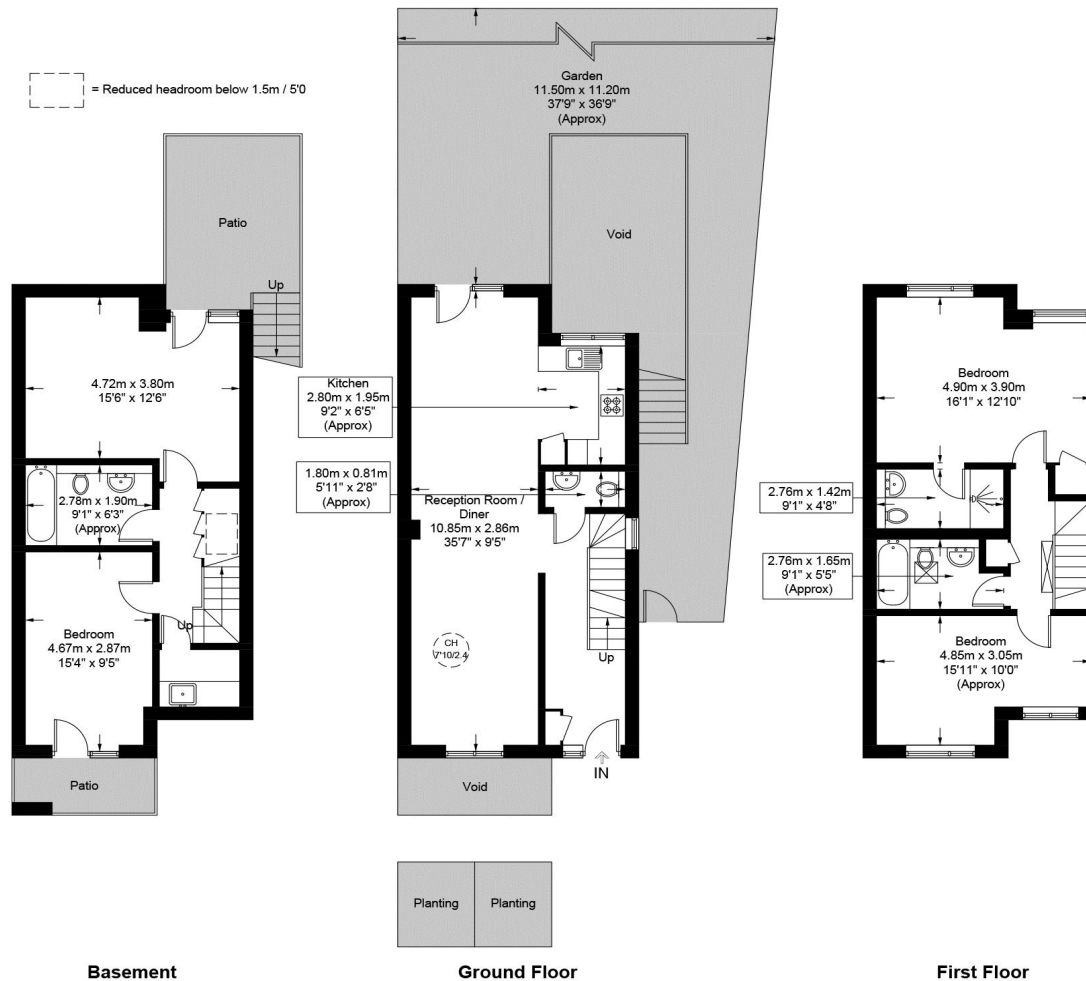 = Reduced headroom below 1.5m / 5'0
Patio
Up
4.72m x 3.80m
15'6" x 12'6"
2.78m x 1.90m
9'1" x 6'3"
(Approx)
Bedroom
4.67m x 2.87m
15'4" x 9'5"
Up
Patio
Basement
Garden
11.50m x 11.20m
37'9" x 36'9"
(Approx)
Void
Kitchen
2.80m x 1.95m
9'2" x 6'5"
(Approx)
1.80m x 0.81m
5'11" x 2'8"
(Approx)
Reception Room /
Diner
10.85m x 2.86m
35'7" x 9'5"
CH
7'10/2.4
Up
IN
Void
Planting
Planting
Ground Floor
Bedroom
4.90m x 3.90m
16'1" x 12'10"
2.76m x 1.42m
9'1" x 4'8"
2.76m x 1.65m
9'1" x 5'5"
(Approx)
Bedroom
4.85m x 3.05m
15'11" x 10'0"
(Approx)
First Floor